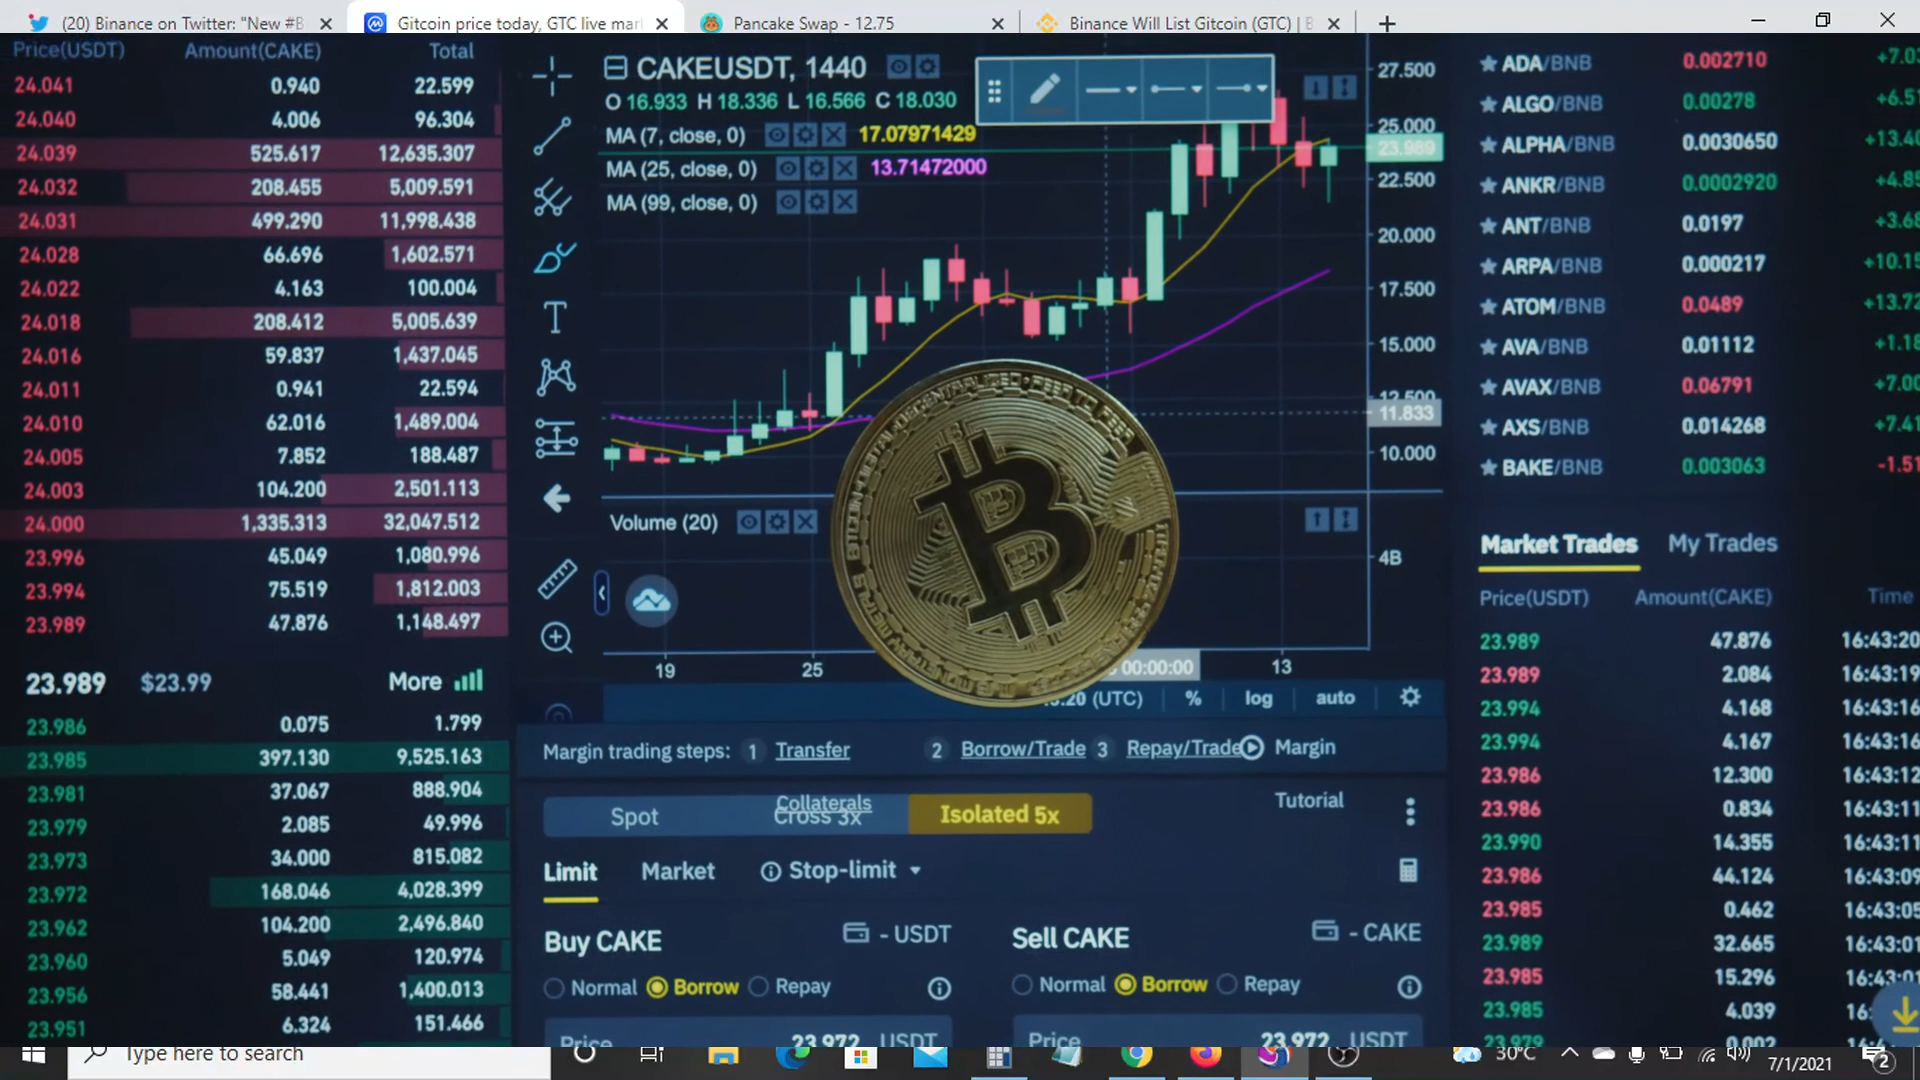 (20) Binance on Twitter: "New #B
Gitcoin price today, GTC live mar
Pancake Swap - 12.75
Binance Will List Gitcoin (GTC) | B
Price(USDT) Amount(CAKE) Total
24.041 0.940 22.599
24.040 4.006 96.304
24.039 525.617 12,635.307
24.032 208.455 5,009.591
24.031 499.290 11,998.438
24.028 66.696 1,602.571
24.022 4.163 100.004
24.018 208.412 5,005.639
24.016 59.837 1,437.045
24.011 0.941 22.594
24.010 62.016 1,489.004
24.005 7.852 188.487
24.003 104.200 2,501.113
24.000 1,335.313 32,047.512
23.996 45.049 1,080.996
23.994 75.519 1,812.003
23.989 47.876 1,148.497
23.989 $23.99 More
23.986 0.075 1.799
23.985 397.130 9,525.163
23.981 37.067 888.904
23.979 2.085 49.996
23.973 34.000 815.082
23.972 168.046 4,028.399
23.962 104.200 2,496.840
23.960 5.049 120.974
23.956 58.441 1,400.013
23.951 6.324 151.466
CAKEUSDT, 1440
O 16.933 H 18.336 L 16.566 C 18.030
MA (7, close, 0) 17.07971429
MA (25, close, 0) 13.71472000
MA (99, close, 0)
27.500
25.000
23.989
22.500
20.000
17.500
15.000
12.500
11.833
10.000
Volume (20)
4B
19 25 00:00:00 13
(UTC) % log auto
Margin trading steps: 1 Transfer 2 Borrow/Trade 3 Repay/Trade Margin
Tutorial
Collaterals
Spot Cross 3x Isolated 5x
Limit Market Stop-limit
Buy CAKE - USDT
Normal Borrow Repay
Price 23.972 USDT
Sell CAKE - CAKE
Normal Borrow Repay
Price 23.972 USDT
ADA/BNB 0.002710
ALGO/BNB 0.00278
ALPHA/BNB 0.0030650
ANKR/BNB 0.0002920
ANT/BNB 0.0197
ARPA/BNB 0.000217
ATOM/BNB 0.0489
AVA/BNB 0.01112
AVAX/BNB 0.06791
AXS/BNB 0.014268
BAKE/BNB 0.003063
Market Trades My Trades
Price(USDT) Amount(CAKE) Time
23.989 47.876 16:43:20
23.989 2.084 16:43:19
23.994 4.168 16:43:16
23.994 4.167 16:43:16
23.986 12.300 16:43:12
23.986 0.834 16:43:11
23.990 14.355 16:43:11
23.986 44.124 16:43:09
23.985 0.462 16:43:05
23.989 32.665 16:43:01
23.985 15.296 16:43:01
23.985 4.039
23.979 0.002
Type here to search
30°C
7/1/2021
2